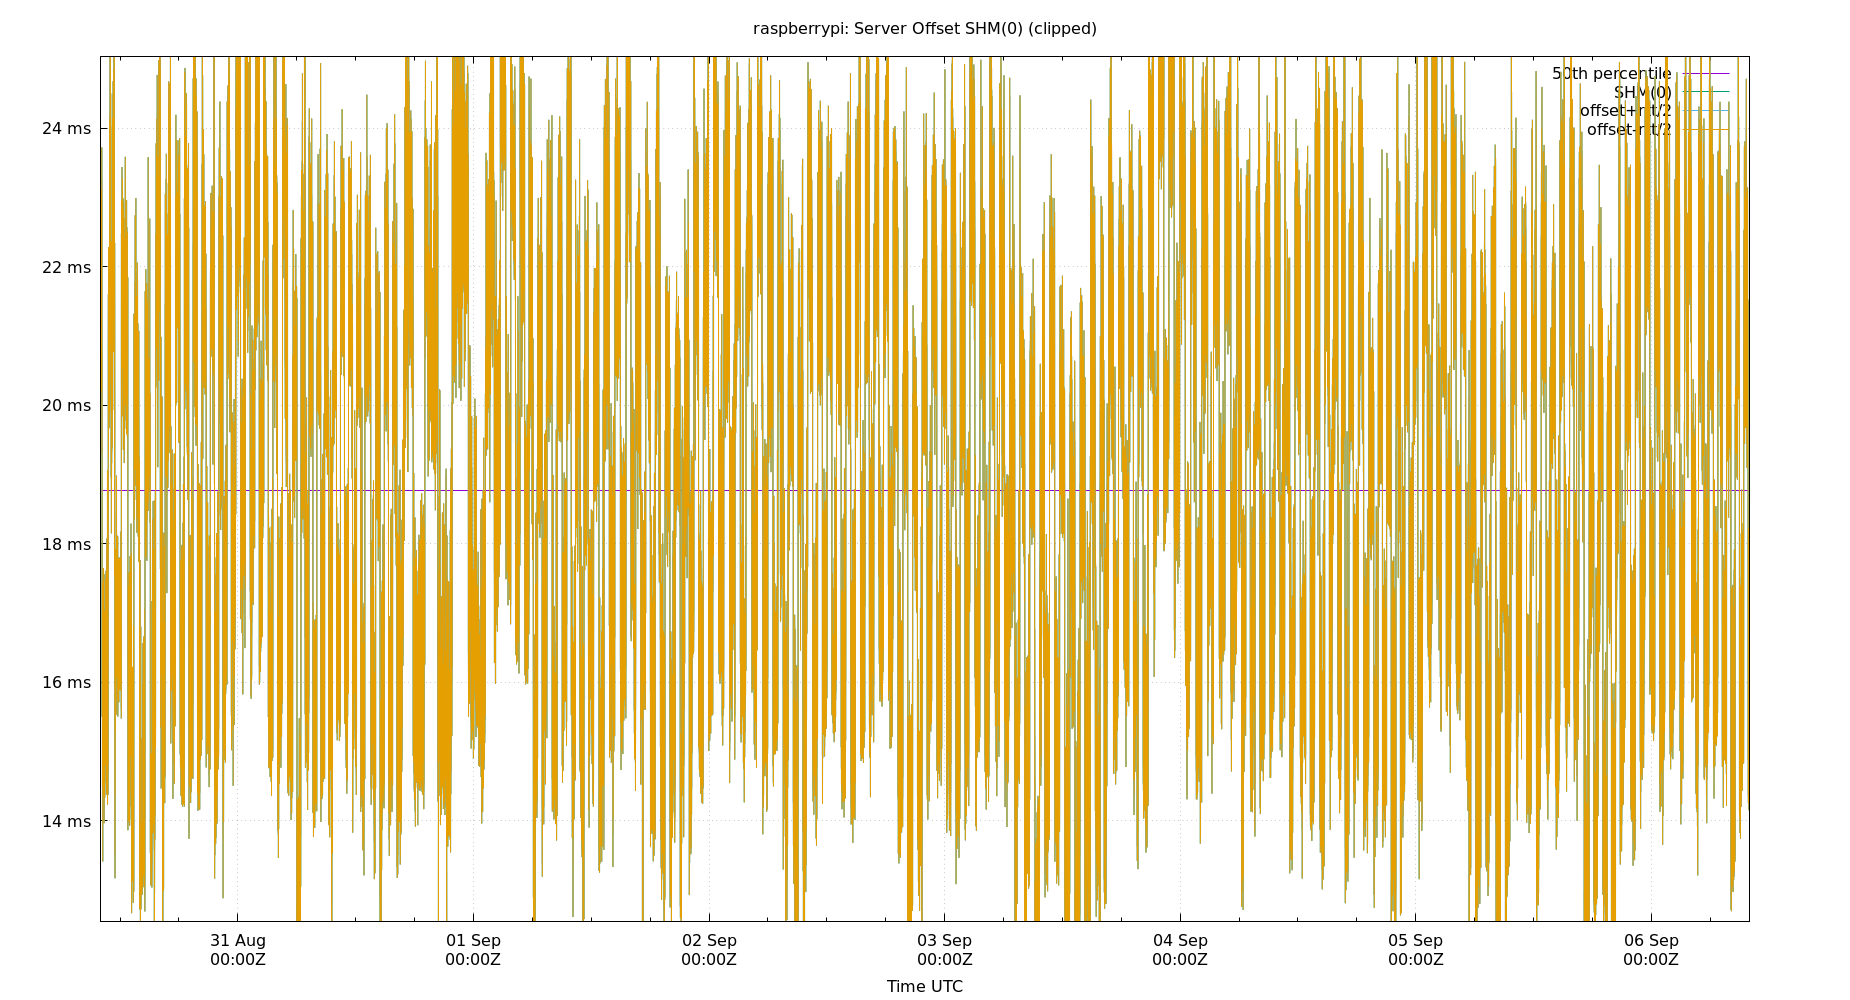 raspberrypi: Server Offset SHM(0) (clipped)
50th percentile
SHM(0)
offset+rtt/2
offset-rtt/2
24 ms
22 ms
20 ms
18 ms
16 ms
14 ms
31 Aug 01 Sep 02 Sep 03 Sep 04 Sep 05 Sep 06 Sep
00:00Z 00:00Z 00:00Z 00:00Z 00:00Z 00:00Z 00:00Z
Time UTC